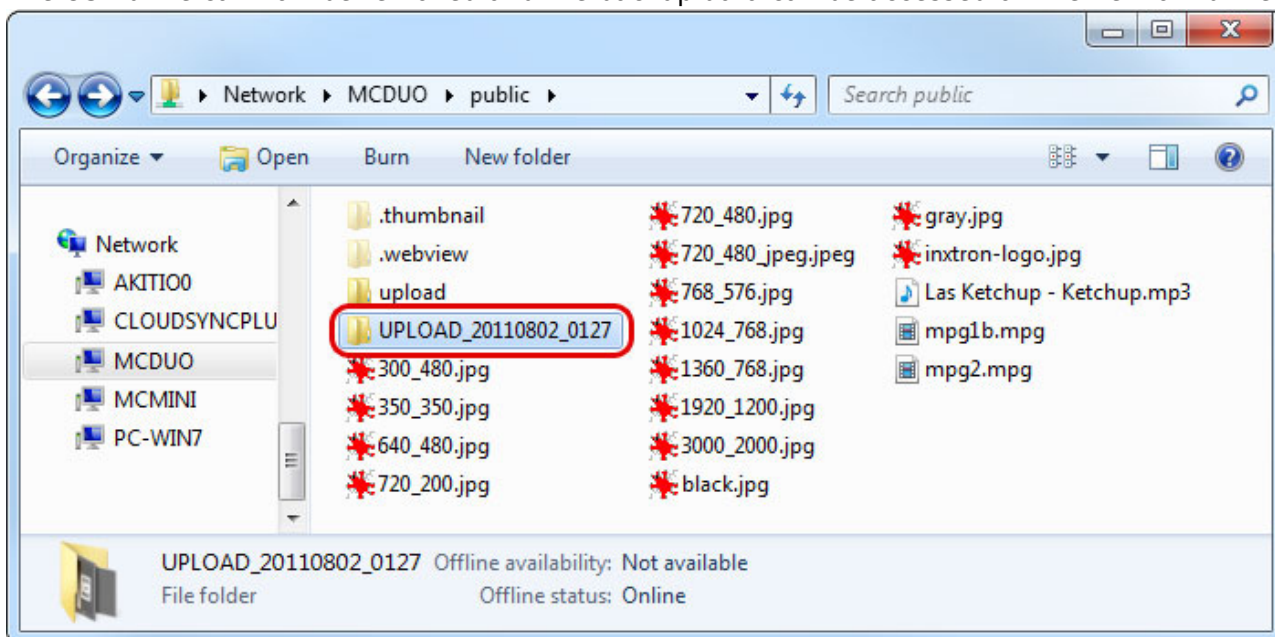 Network ▸ MCDUO ▸ public ▸
Search public
Organize Open Burn New folder
Network
AKITIO0
CLOUDSYNCPLU
MCDUO
MCMINI
PC-WIN7
.thumbnail
.webview
upload
UPLOAD_20110802_0127
300_480.jpg
350_350.jpg
640_480.jpg
720_200.jpg
720_480.jpg
720_480_jpeg.jpeg
768_576.jpg
1024_768.jpg
1360_768.jpg
1920_1200.jpg
3000_2000.jpg
black.jpg
gray.jpg
inxtron-logo.jpg
Las Ketchup - Ketchup.mp3
mpg1b.mpg
mpg2.mpg
UPLOAD_20110802_0127 Offline availability: Not available
File folder Offline status: Online